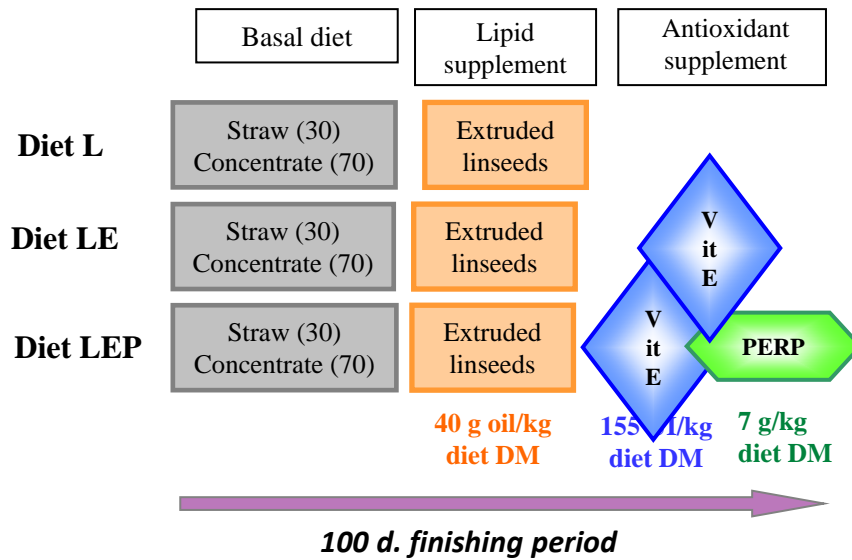 Basal diet
Lipid
supplement
Antioxidant
supplement
Diet L
Straw (30)
Concentrate (70)
Extruded
linseeds
Diet LE
Straw (30)
Concentrate (70)
Extruded
linseeds
V
it
E
Diet LEP
Straw (30)
Concentrate (70)
Extruded
linseeds
V
it
E
PERP
40 g oil/kg
diet DM
155
diet DM
7 g/kg
diet DM
100 d. finishing period